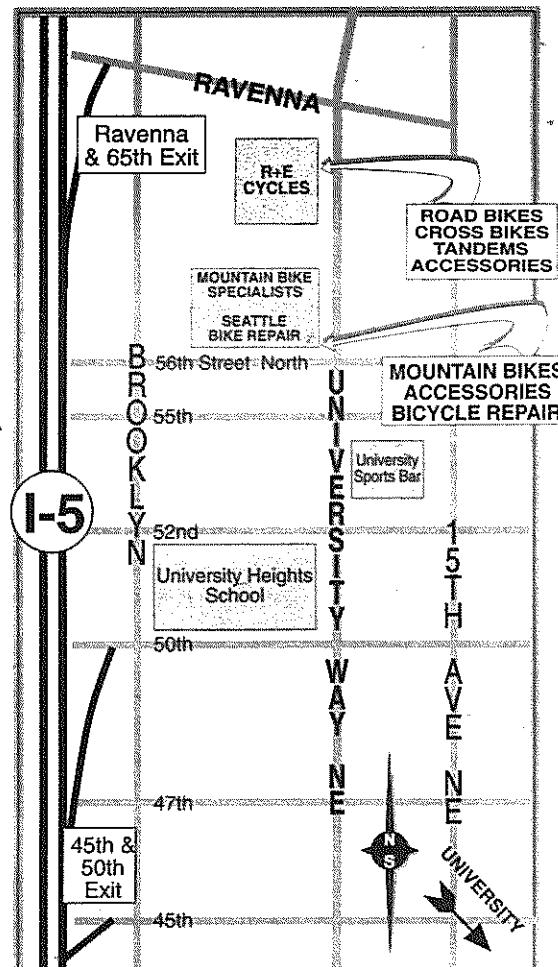 RAVENNA
Ravenna
& 65th Exit
R+E
CYCLES
ROAD BIKES
CROSS BIKES
TANDEMS
ACCESSORIES
MOUNTAIN BIKE
SPECIALISTS
SEATTLE
BIKE REPAIR
56th Street North
MOUNTAIN BIKES
ACCESSORIES
BICYCLE REPAIR
BROOKLYN
55th
UNIVERSITY WAY NE
University
Sports Bar
I-5
52nd
15TH AVE NE
University Heights
School
50th
47th
45th &
50th
Exit
N
S
UNIVERSITY
45th